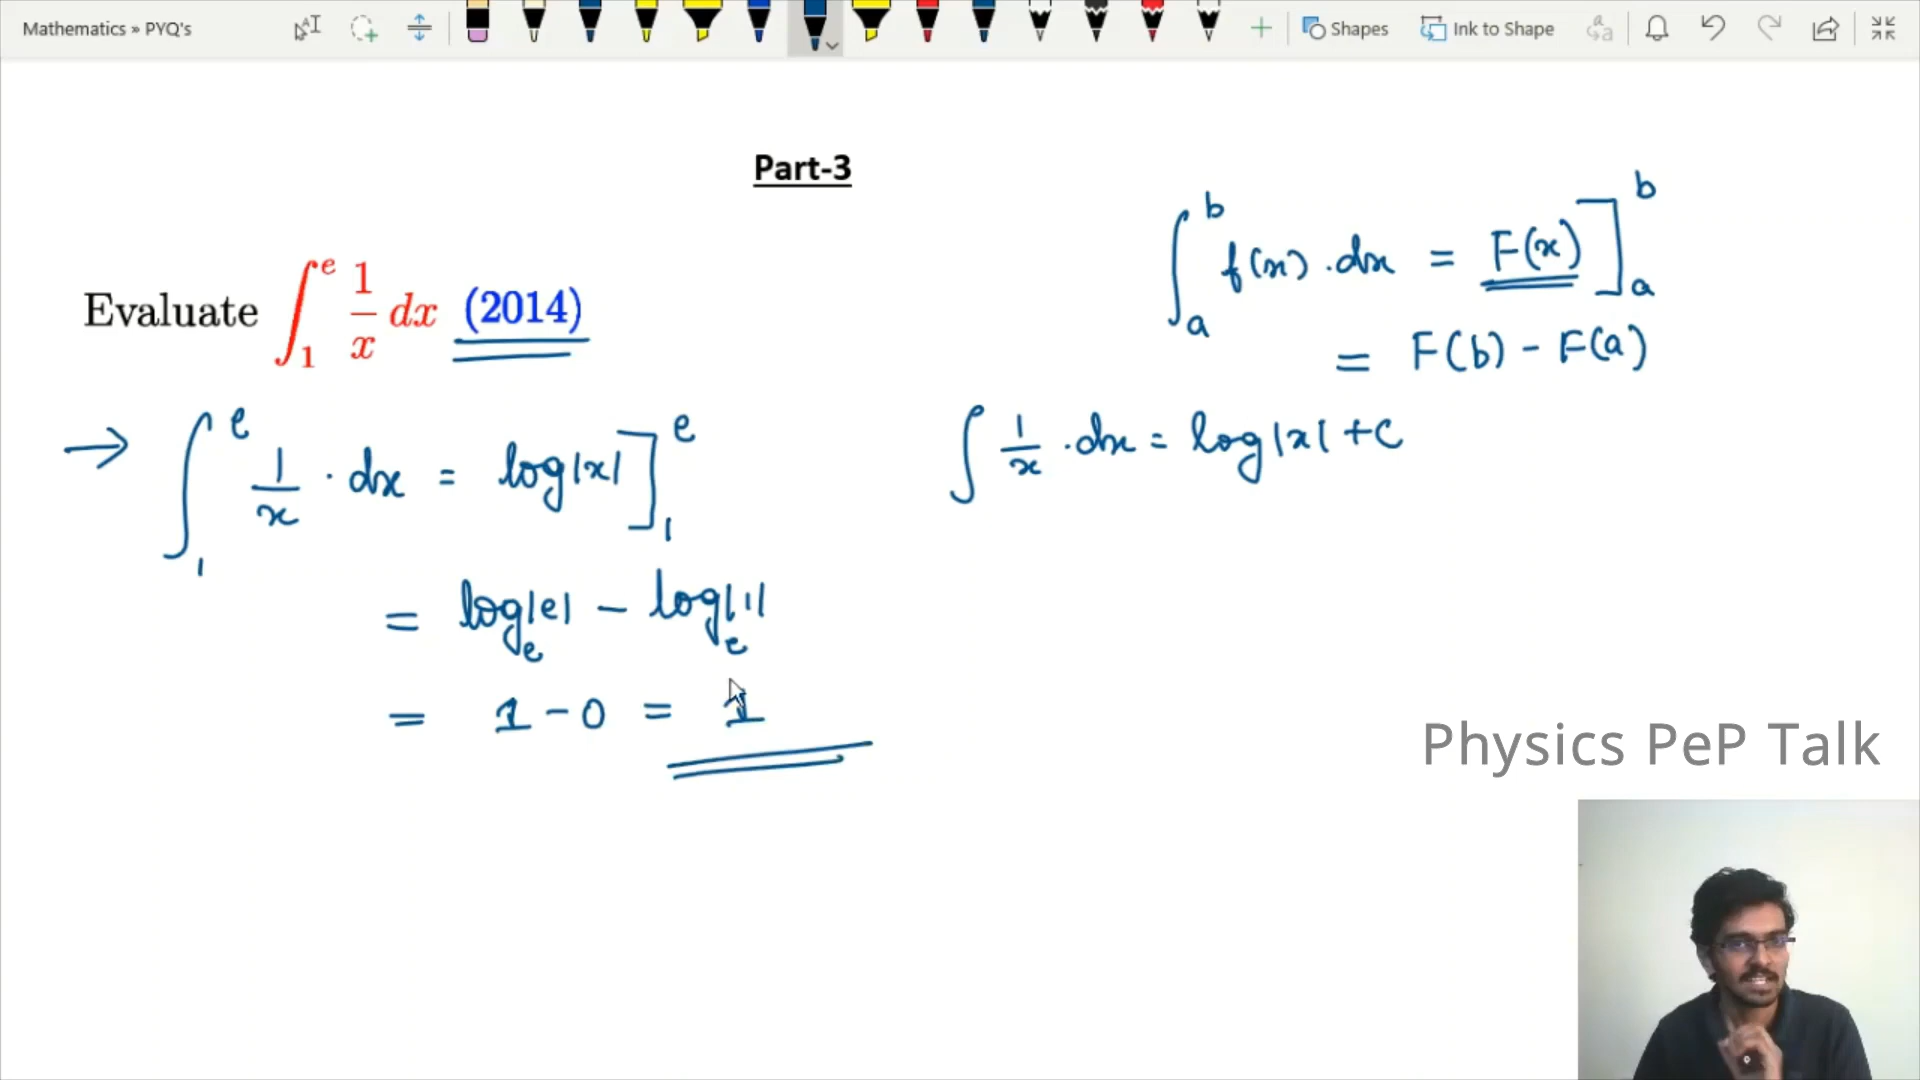 Mathematics » PYQ's
Shapes
Ink to Shape
Part-3
Evaluate ∫₁ᵉ 1/x dx (2014)
→ ∫₁ᵉ 1/x · dx = log|x|]₁ᵉ
= logₑ|e| − logₑ|1|
= 1 − 0 = 1
∫ₐᵇ f(x) . dx = F(x)]ₐᵇ
= F(b) − F(a)
∫ 1/x . dx = log|x| + C
Physics PeP Talk